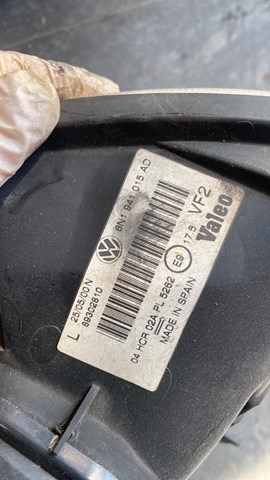 6N1 941 015 AD
25/05/00 N
89302610
L
04 HCR 02A PL 5262
E9
17.5
VF2
MADE IN SPAIN
Valeo